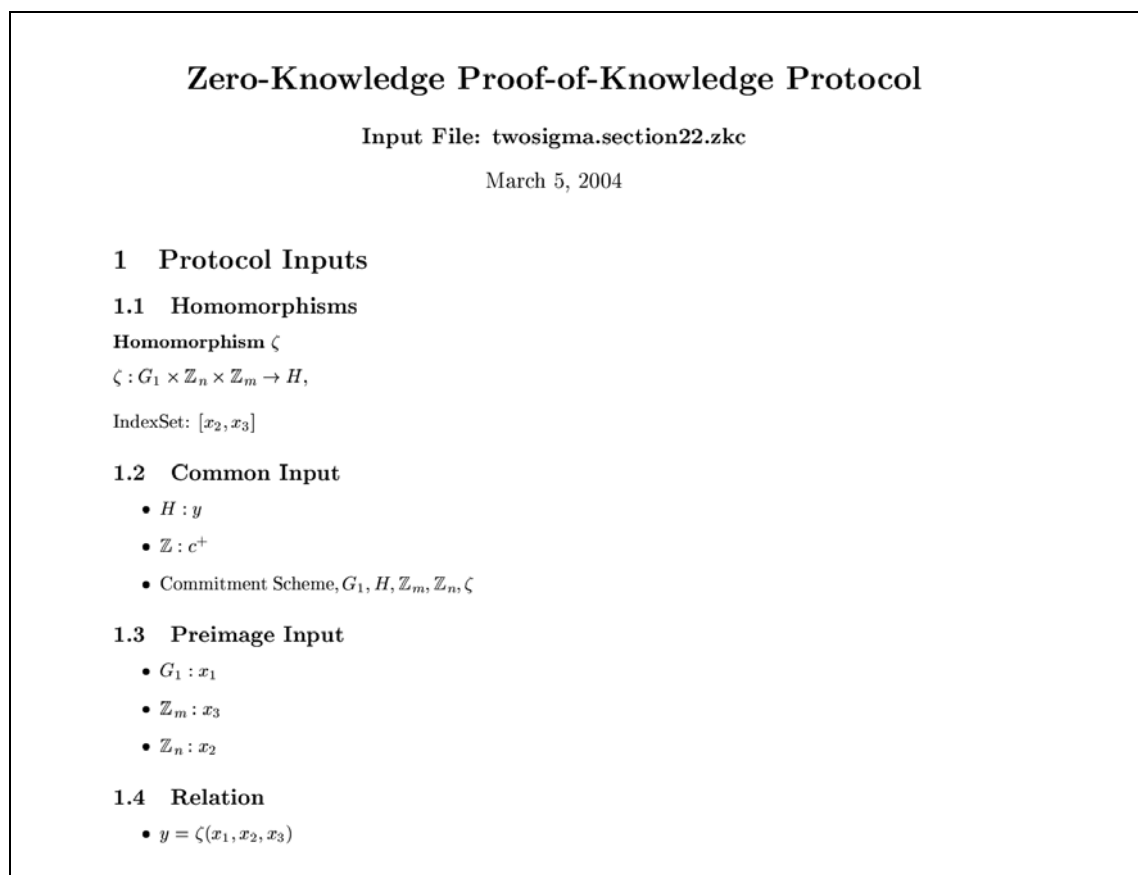 Zero-Knowledge Proof-of-Knowledge Protocol
Input File: twosigma.section22.zkc
March 5, 2004
1 Protocol Inputs
1.1 Homomorphisms
Homomorphism ζ
ζ : G₁ × ℤₙ × ℤₘ → H,
IndexSet: [x₂, x₃]
1.2 Common Input
• H : y
• ℤ : c⁺
• Commitment Scheme, G₁, H, ℤₘ, ℤₙ, ζ
1.3 Preimage Input
• G₁ : x₁
• ℤₘ : x₃
• ℤₙ : x₂
1.4 Relation
• y = ζ(x₁, x₂, x₃)